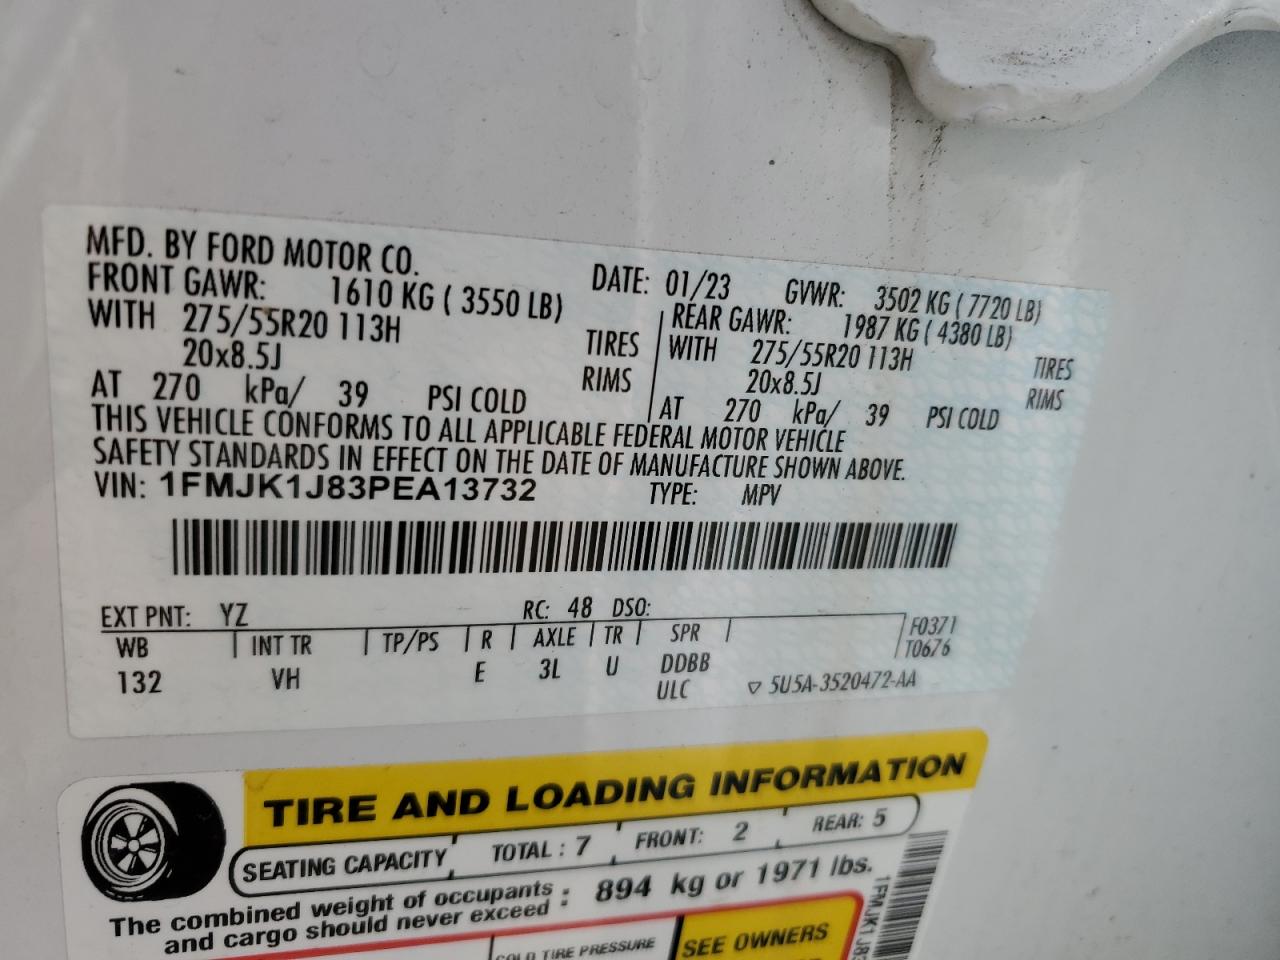 MFD. BY FORD MOTOR CO.
DATE: 01/23 GVWR: 3502 KG ( 7720 LB)
FRONT GAWR: 1610 KG ( 3550 LB)
WITH 275/55R20 113H TIRES
20x8.5J RIMS
AT 270 kPa/ 39 PSI COLD
REAR GAWR: 1987 KG ( 4380 LB)
WITH 275/55R20 113H TIRES
20x8.5J RIMS
AT 270 kPa/ 39 PSI COLD
THIS VEHICLE CONFORMS TO ALL APPLICABLE FEDERAL MOTOR VEHICLE
SAFETY STANDARDS IN EFFECT ON THE DATE OF MANUFACTURE SHOWN ABOVE.
VIN: 1FMJK1J83PEA13732 TYPE: MPV
EXT PNT: YZ RC: 48 DSO:
WB INT TR TP/PS R AXLE TR SPR F0371
T0676
132 VH E 3L U DDBB
ULC ▽ 5U5A-3520472-AA
TIRE AND LOADING INFORMATION
SEATING CAPACITY TOTAL : 7 FRONT: 2 REAR: 5
The combined weight of occupants
and cargo should never exceed : 894 kg or 1971 lbs.
COLD TIRE PRESSURE
SEE OWNERS
1FMJK1J83